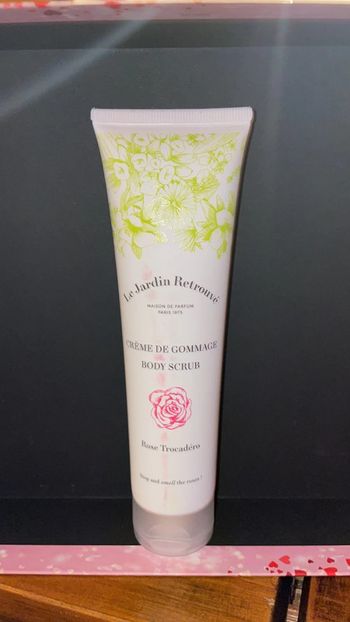 Le Jardin Retrouvé
MAISON DE PARFUM
PARIS 1975
CRÈME DE GOMMAGE
BODY SCRUB
Rose Trocadéro
Stop and smell the roses !